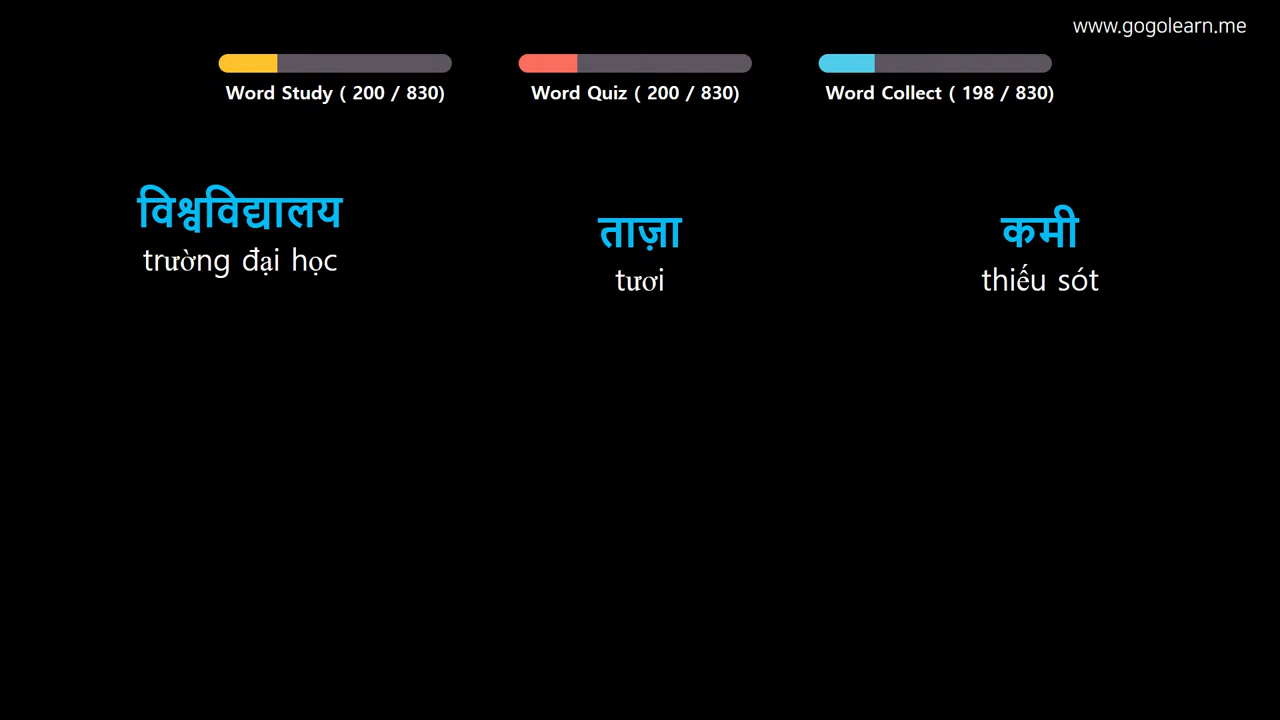 www.gogolearn.me
Word Study ( 200 / 830)
Word Quiz ( 200 / 830)
Word Collect ( 198 / 830)
विश्वविद्यालय
trường đại học
ताज़ा
tươi
कमी
thiếu sót